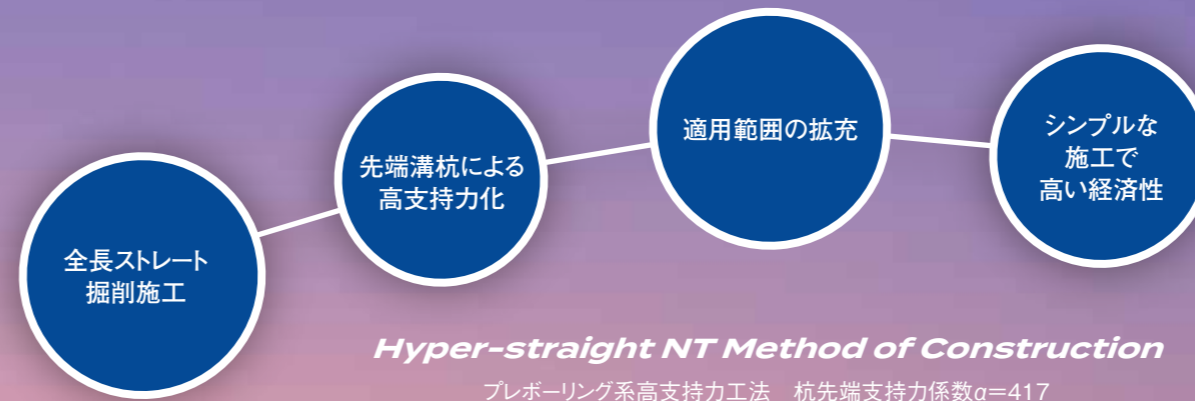 全長ストレート
掘削施工
先端溝杭による
高支持力化
適用範囲の拡充
シンプルな
施工で
高い経済性
Hyper-straight NT Method of Construction
プレボーリング系高支持力工法　杭先端支持力係数α=417